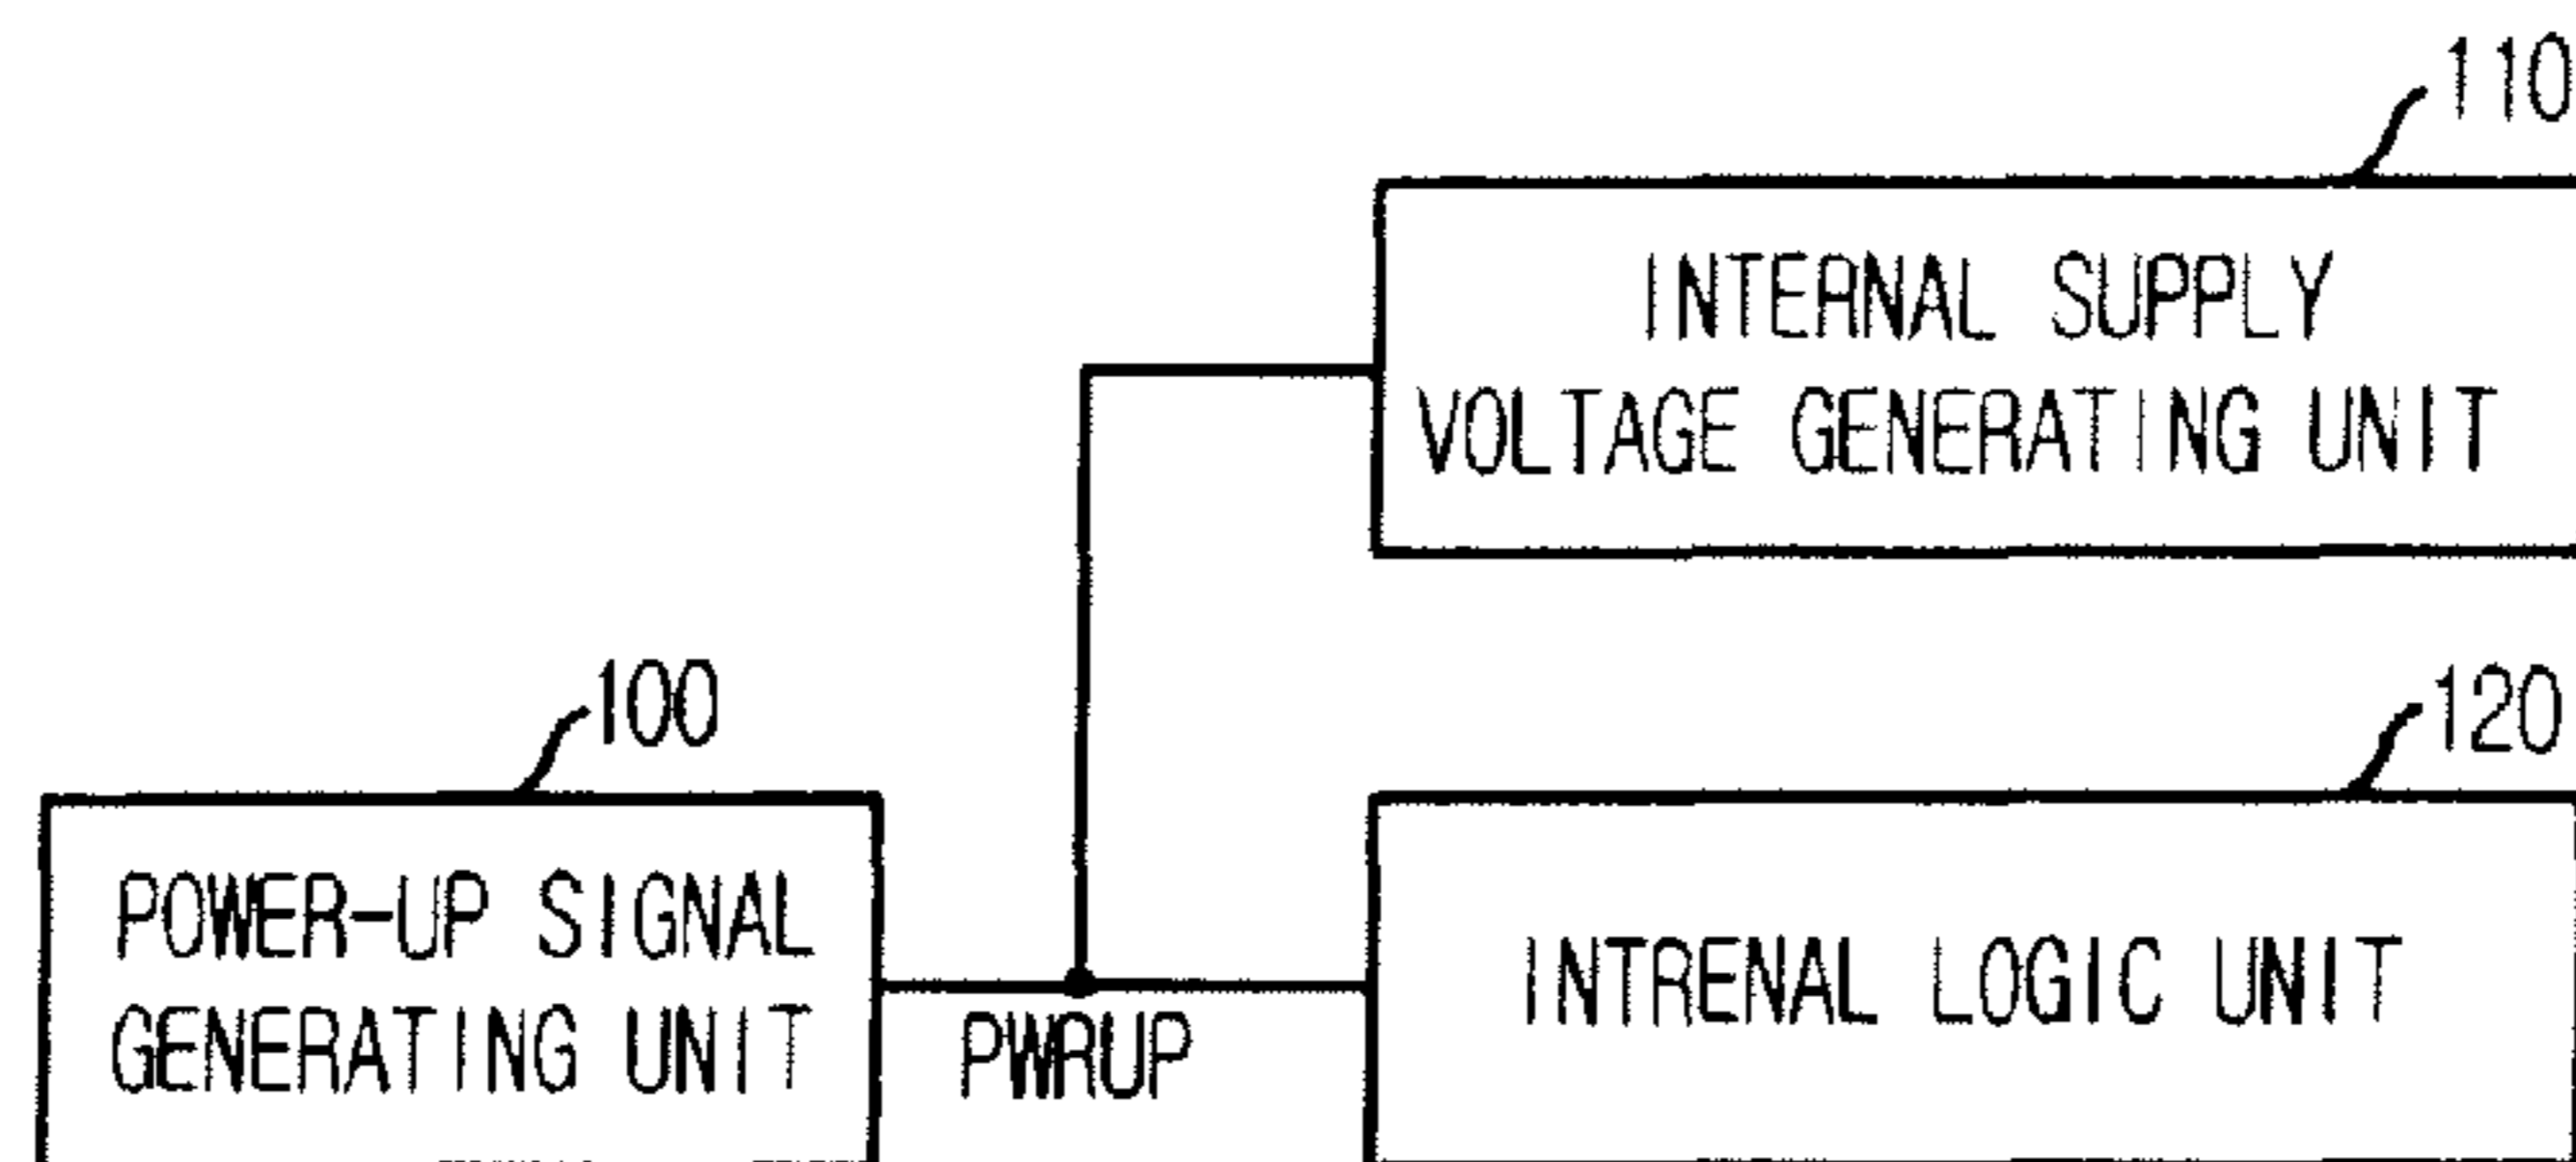 110
INTERNAL SUPPLY
VOLTAGE GENERATING UNIT
100
120
POWER-UP SIGNAL
GENERATING UNIT
PWRUP
INTRENAL LOGIC UNIT